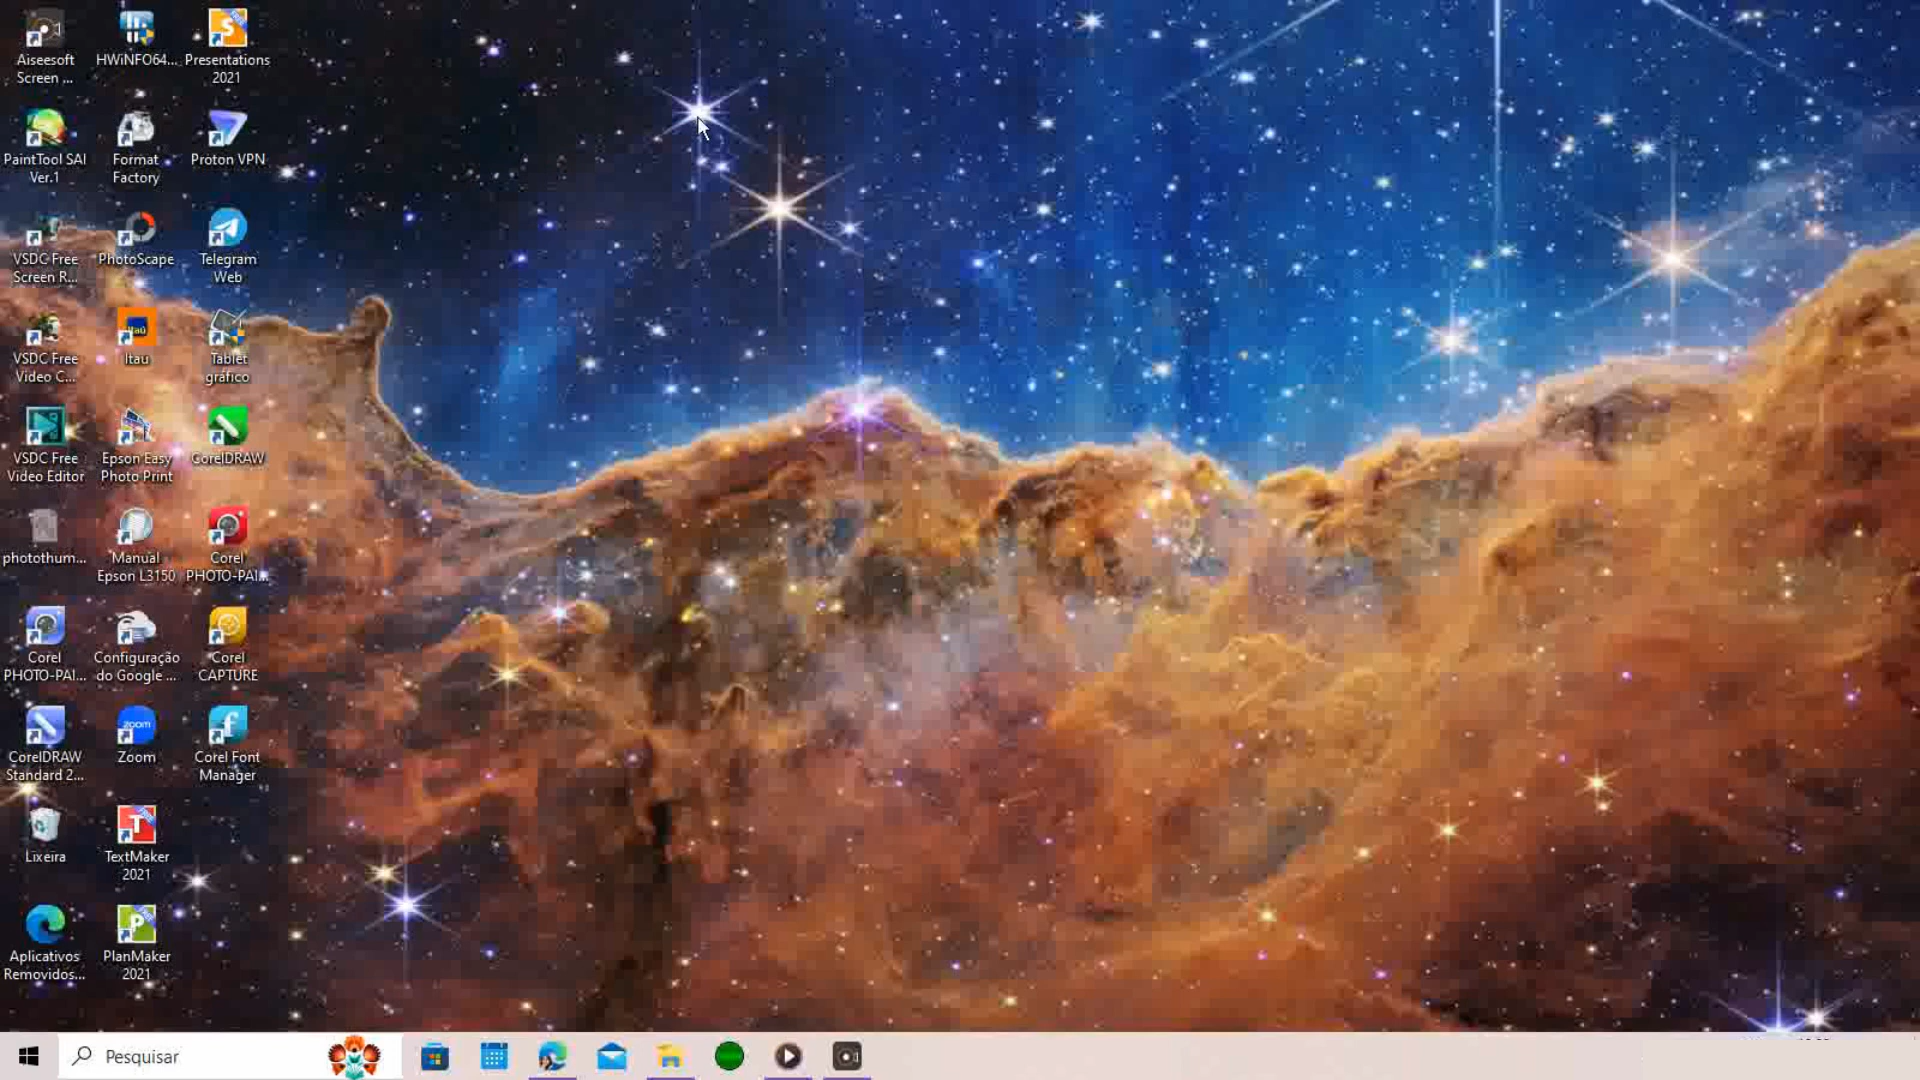 Aiseesoft
Screen ...
HWiNFO64...
Presentations
2021
PaintTool SAI
Ver.1
Format
Factory
Proton VPN
VSDC Free
Screen R...
PhotoScape
Telegram
Web
VSDC Free
Video C...
Itau
Tablet
gráfico
VSDC Free
Video Editor
Epson Easy
Photo Print
CorelDRAW
photothum...
Manual
Epson L3150
Corel
PHOTO-PAI...
Corel
PHOTO-PAI...
Configuração
do Google ...
Corel
CAPTURE
CorelDRAW
Standard 2...
zoom
Zoom
Corel Font
Manager
Lixeira
TextMaker
2021
Aplicativos
Removidos...
PlanMaker
2021
Pesquisar